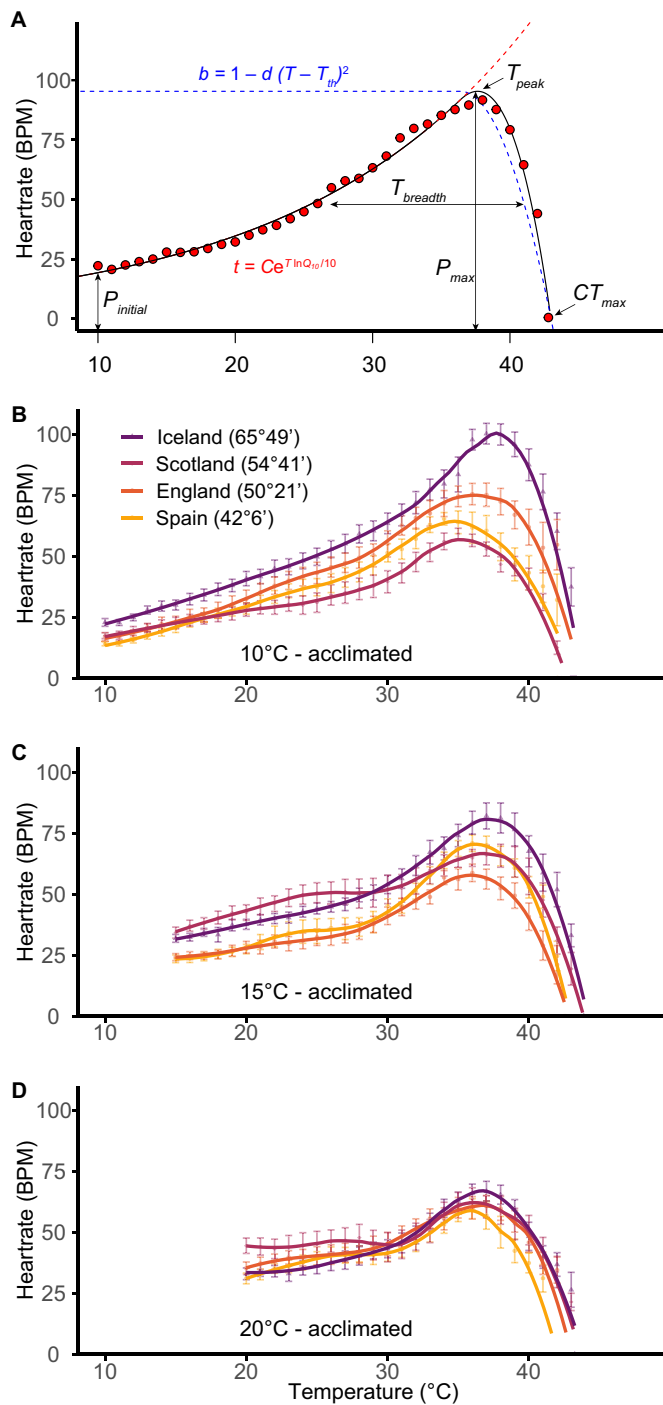 A
b = 1 – d (T – T_th)²
T_peak
100
75
50
25
0
Heartrate (BPM)
T_breadth
t = Ce^T lnQ₁₀/10
P_max
P_initial
CT_max
10
20
30
40
B
Iceland (65°49’)
Scotland (54°41’)
England (50°21’)
Spain (42°6’)
100
75
50
25
0
Heartrate (BPM)
10°C - acclimated
10
20
30
40
C
100
75
50
25
0
Heartrate (BPM)
15°C - acclimated
10
20
30
40
D
100
75
50
25
0
Heartrate (BPM)
20°C - acclimated
10
20
30
40
Temperature (°C)